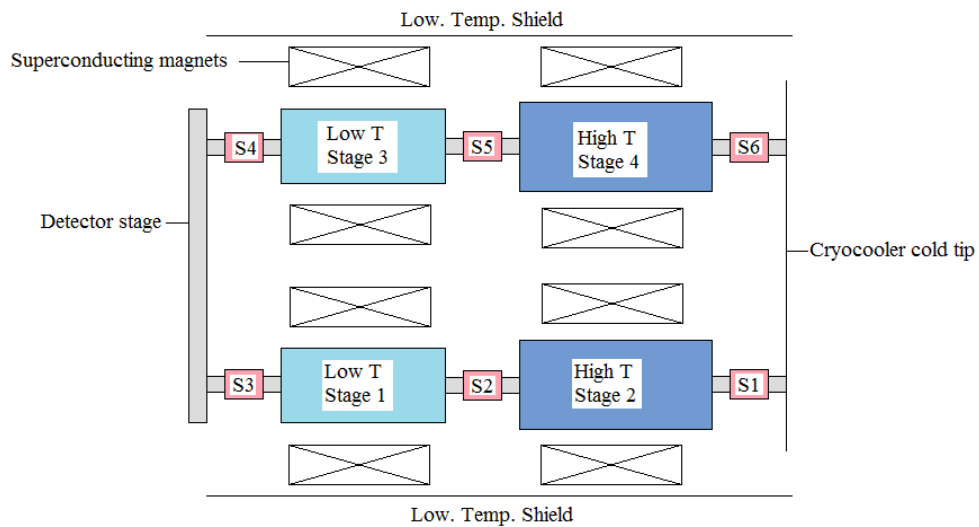 Low. Temp. Shield
Superconducting magnets
S4
Low T
Stage 3
S5
High T
Stage 4
S6
Detector stage
Cryocooler cold tip
S3
Low T
Stage 1
S2
High T
Stage 2
S1
Low. Temp. Shield